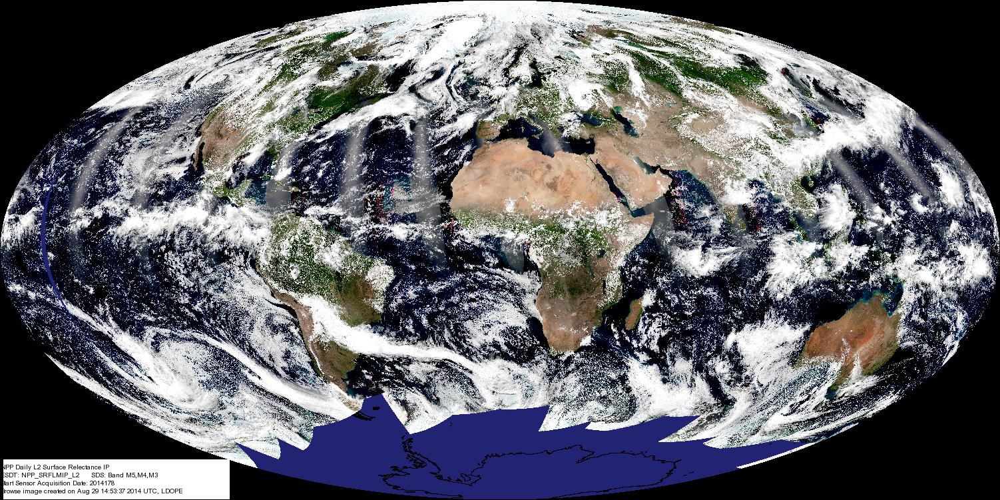 NPP Daily L2 Surface Relectance IP
ESDT: NPP_SRFLMIP_L2 SDS: Band M5,M4,M3
Start Sensor Acquisition Date: 2014178
Browse image created on Aug 29 14:53:37 2014 UTC, LDOPE